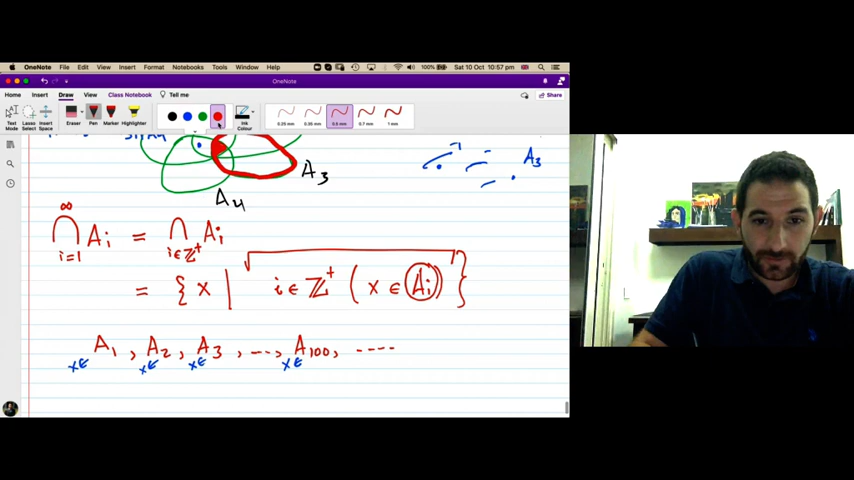 OneNote File Edit View Insert Format Notebooks Tools Window Help 100% Sat 10 Oct 10:57 pm
OneNote
Home Insert Draw View Class Notebook Tell me Share
Text Mode Lasso Select Insert Space Eraser Pen Marker Highlighter Ink Colour 0.25 mm 0.35 mm 0.5 mm 0.7 mm 1 mm
A3
A3
A4
∞
⋂ Ai = ⋂ Ai
i=1 i∈ℤ+
= { x | i∈ℤ+ ( x ∈ Ai) }
A1 , A2 , A3 , ..., A100, ....
x∈ x∈ x∈ x∈